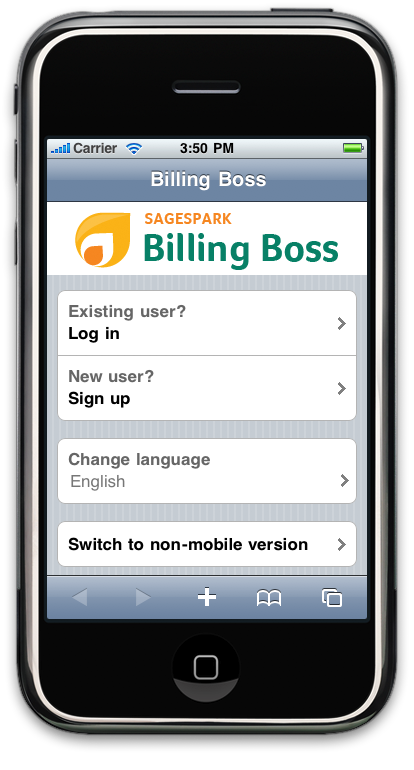 Carrier 3:50 PM
Billing Boss
SAGESPARK
Billing Boss
Existing user?
Log in
New user?
Sign up
Change language
English
Switch to non-mobile version